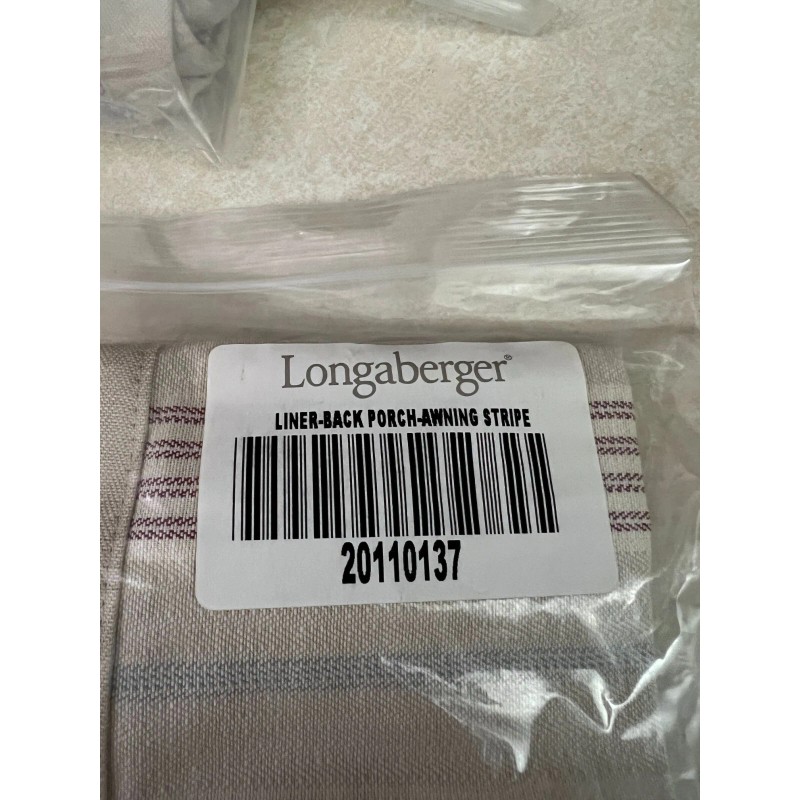 Longaberger®
LINER-BACK PORCH-AWNING STRIPE
20110137